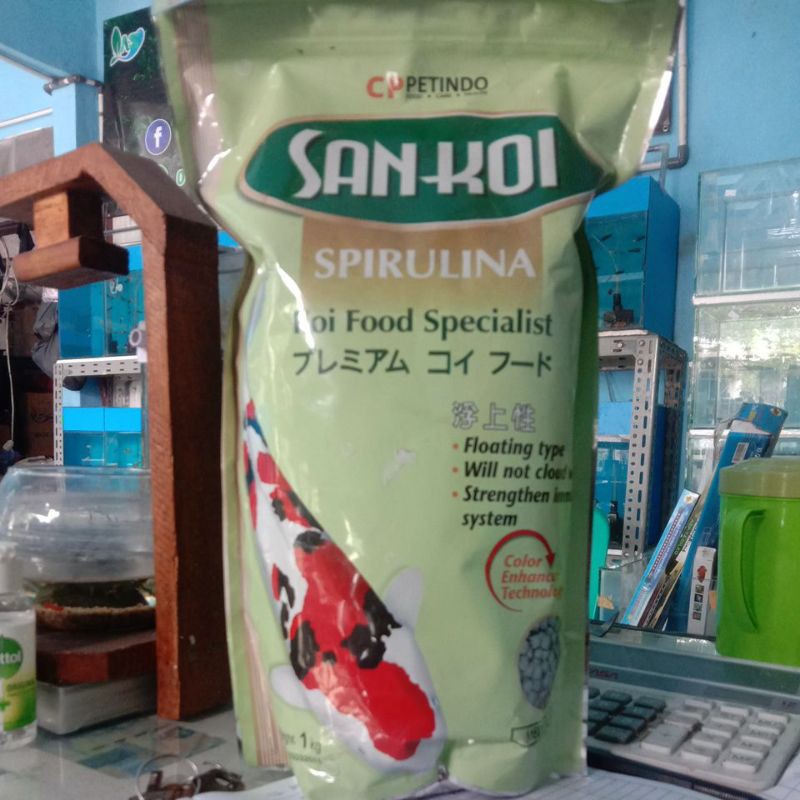 CP PETINDO
SAN-KOI
SPIRULINA
Koi Food Specialist
プレミアム コイ フード
浮上性
• Floating type
• Will not cloud
• Strengthen
system
Color
Enhance
Technology
1 kg
f